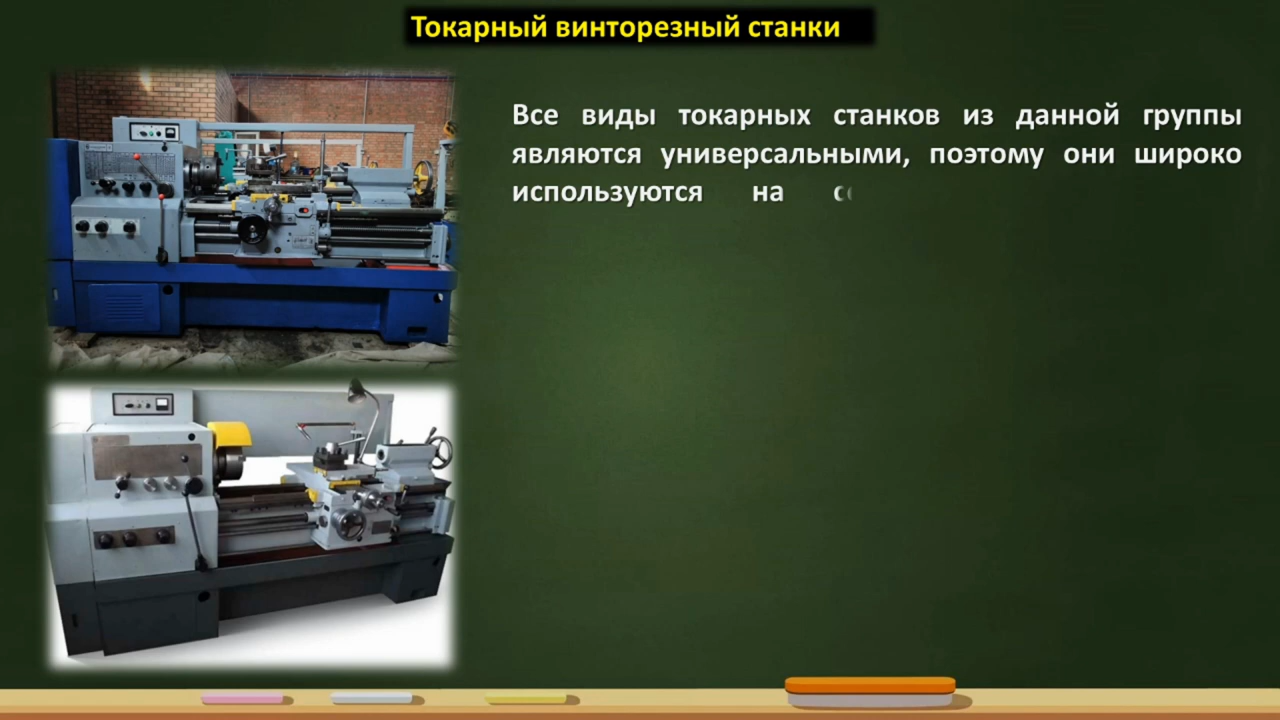 Токарный винторезный станки
Все виды токарных станков из данной группы
являются универсальными, поэтому они широко
используются на